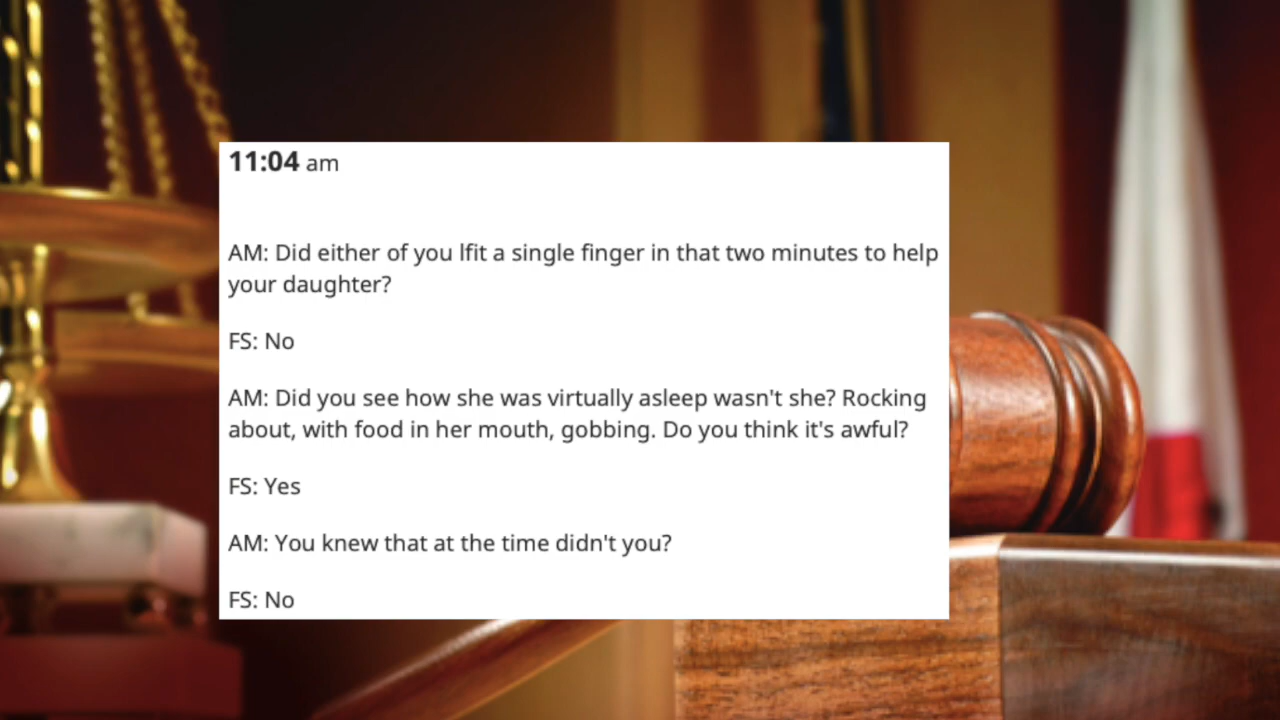 11:04 am
AM: Did either of you lfit a single finger in that two minutes to help
your daughter?
FS: No
AM: Did you see how she was virtually asleep wasn't she? Rocking
about, with food in her mouth, gobbing. Do you think it's awful?
FS: Yes
AM: You knew that at the time didn't you?
FS: No